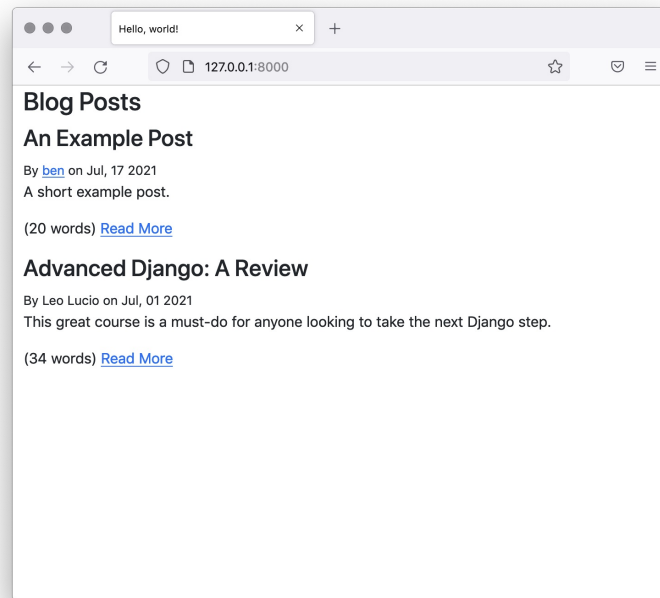 Hello, world!
127.0.0.1:8000
Blog Posts
An Example Post
By ben on Jul, 17 2021
A short example post.
(20 words) Read More
Advanced Django: A Review
By Leo Lucio on Jul, 01 2021
This great course is a must-do for anyone looking to take the next Django step.
(34 words) Read More